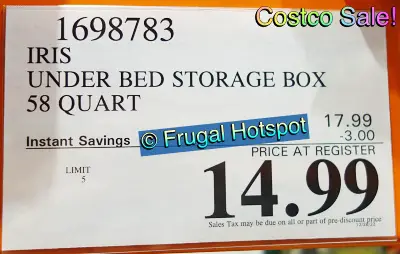 Costco Sale!
1698783
IRIS
UNDER BED STORAGE BOX
58 QUART
17.99
Instant Savings © Frugal Hotspot -3.00
PRICE AT REGISTER
LIMIT
5
14.99
Sales Tax may be due on all or part of pre-discount price